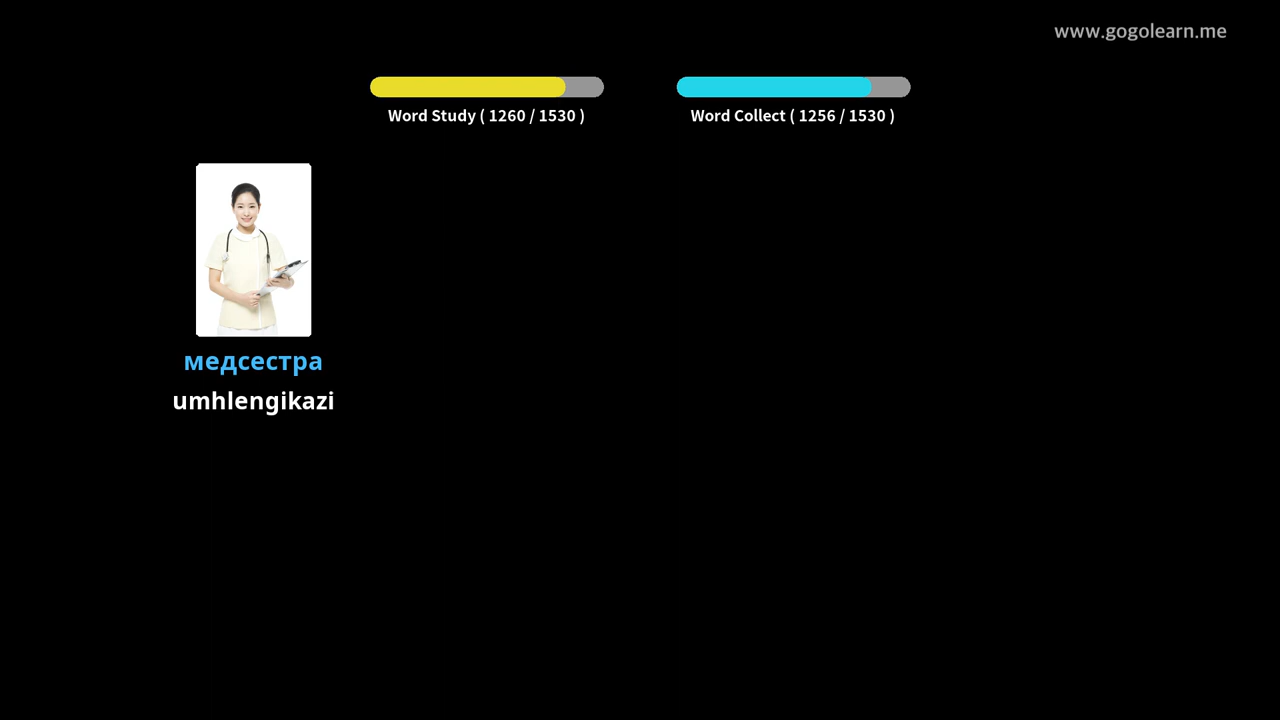 www.gogolearn.me
Word Study ( 1260 / 1530 )
Word Collect ( 1256 / 1530 )
медсестра
umhlengikazi